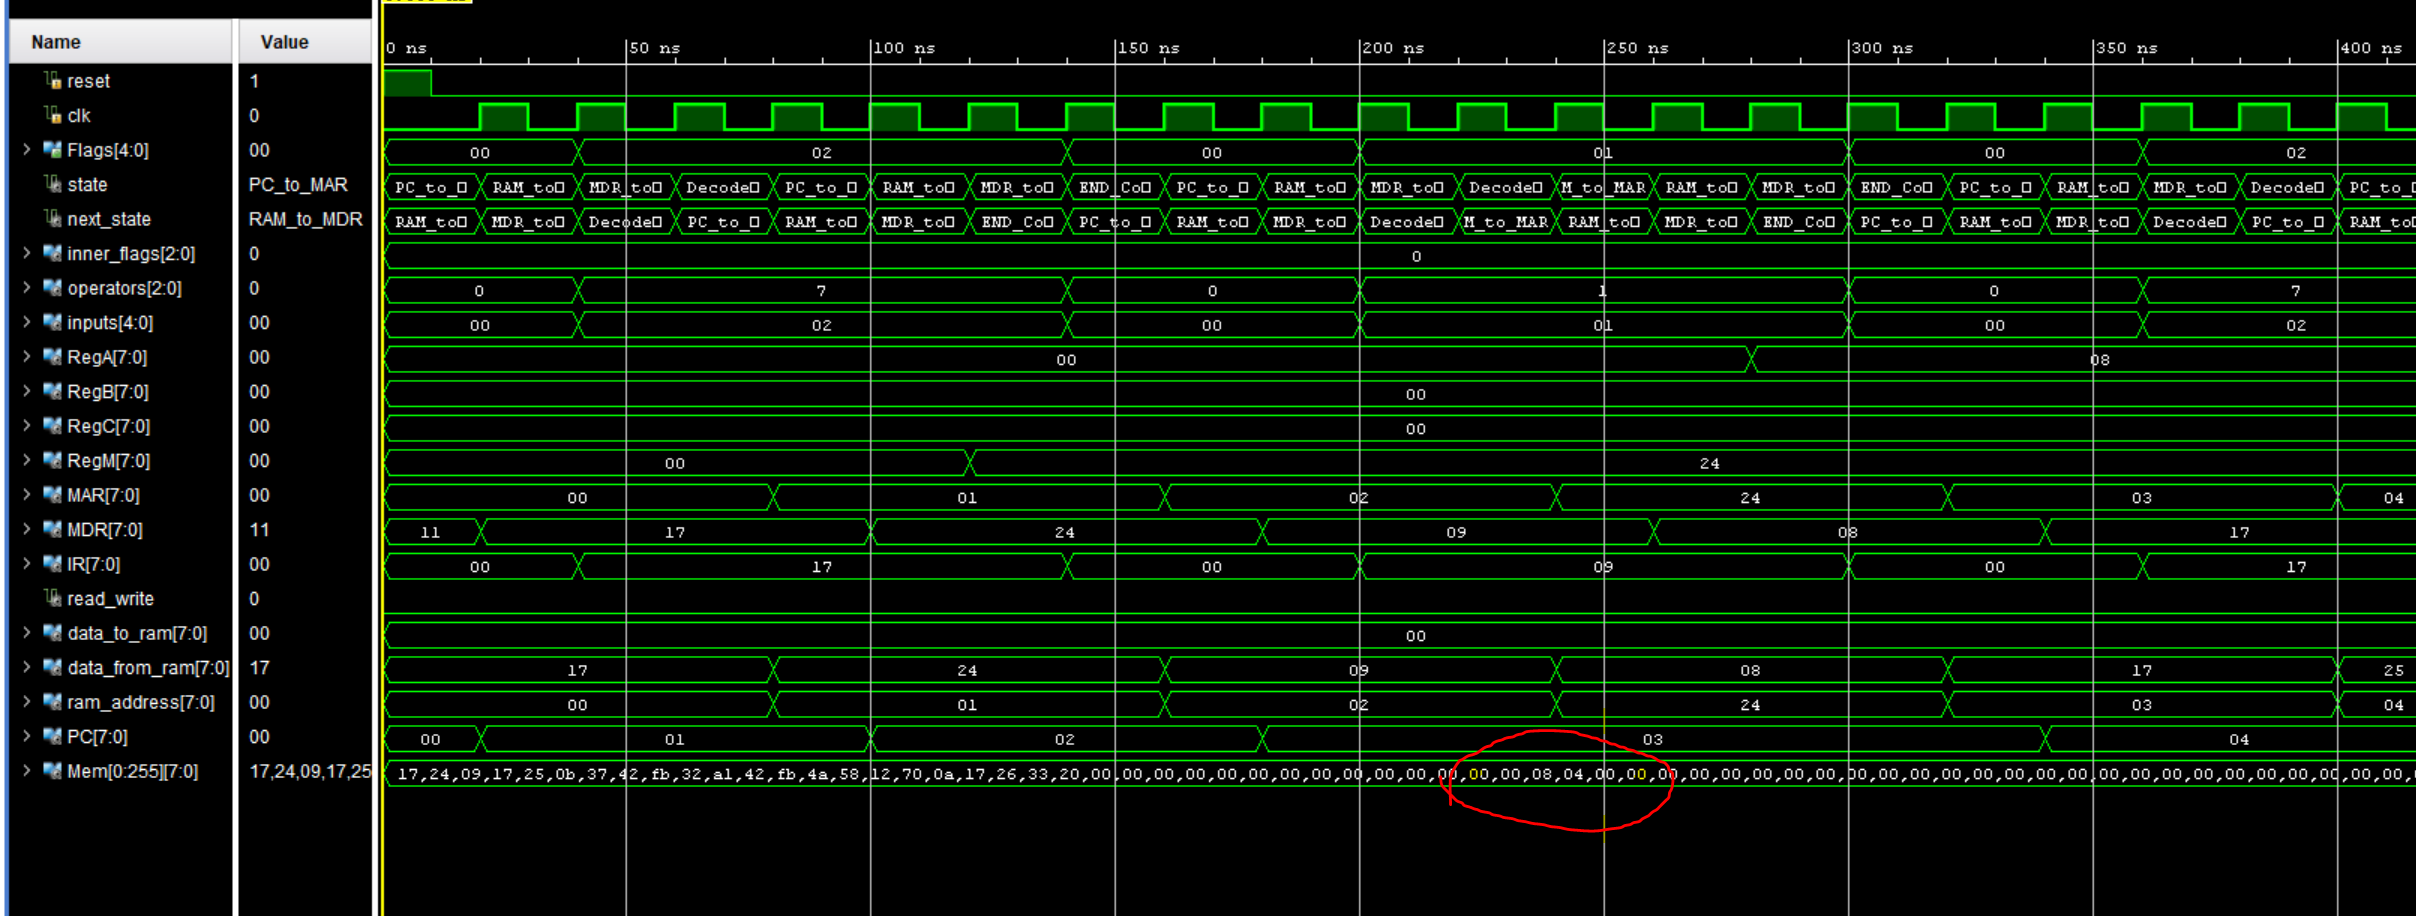 Name Value 0 ns 50 ns 100 ns 150 ns 200 ns 250 ns 300 ns 350 ns 400 ns
reset 1
clk 0
Flags[4:0] 00 00 02 00 01 00 02
state PC_to_MAR PC_to_ RAM_to MDR_to Decode PC_to_ RAM_to MDR_to END_Co PC_to_ RAM_to MDR_to Decode M_to_MAR RAM_to MDR_to END_Co PC_to_ RAM_to MDR_to Decode PC_to_
next_state RAM_to_MDR RAM_to MDR_to Decode PC_to_ RAM_to MDR_to END_Co PC_to_ RAM_to MDR_to Decode M_to_MAR RAM_to MDR_to END_Co PC_to_ RAM_to MDR_to Decode PC_to_ RAM_to
inner_flags[2:0] 0 0
operators[2:0] 0 0 7 0 1 0 7
inputs[4:0] 00 00 02 00 01 00 02
RegA[7:0] 00 00 08
RegB[7:0] 00 00
RegC[7:0] 00 00
RegM[7:0] 00 00 24
MAR[7:0] 00 00 01 02 24 03 04
MDR[7:0] 11 11 17 24 09 08 17
IR[7:0] 00 00 17 00 09 00 17
read_write 0
data_to_ram[7:0] 00 00
data_from_ram[7:0] 17 17 24 09 08 17 25
ram_address[7:0] 00 00 01 02 24 03 04
PC[7:0] 00 00 01 02 03 04
Mem[0:255][7:0] 17,24,09,17,25 17,24,09,17,25,0b,37,42,fb,32,a1,42,fb,4a,58,12,70,0a,17,26,33,20,00,00,00,00,00,00,00,00,00,00,00,00,00,00,08,04,00,00,00,00,00,00,00,00,00,00,00,00,00,00,00,00,00,00,00,00,00,00